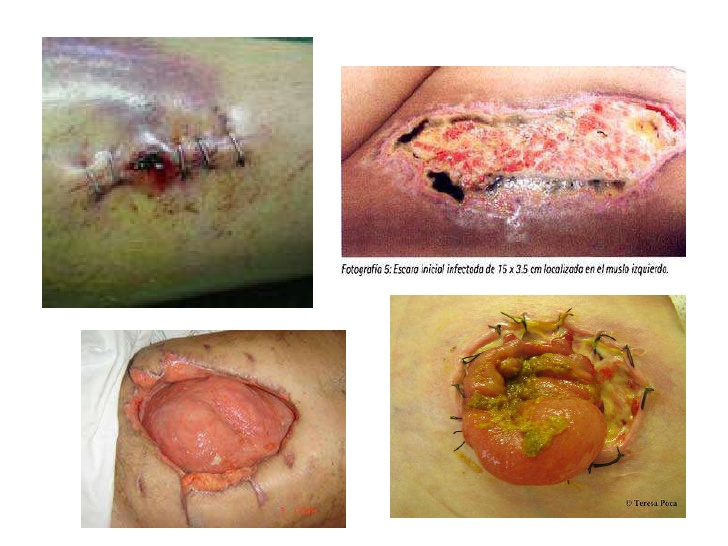 Fotografía 5: Escara inicial infectada de 15 x 3.5 cm localizada en el muslo izquierdo.
© Teresa Poca